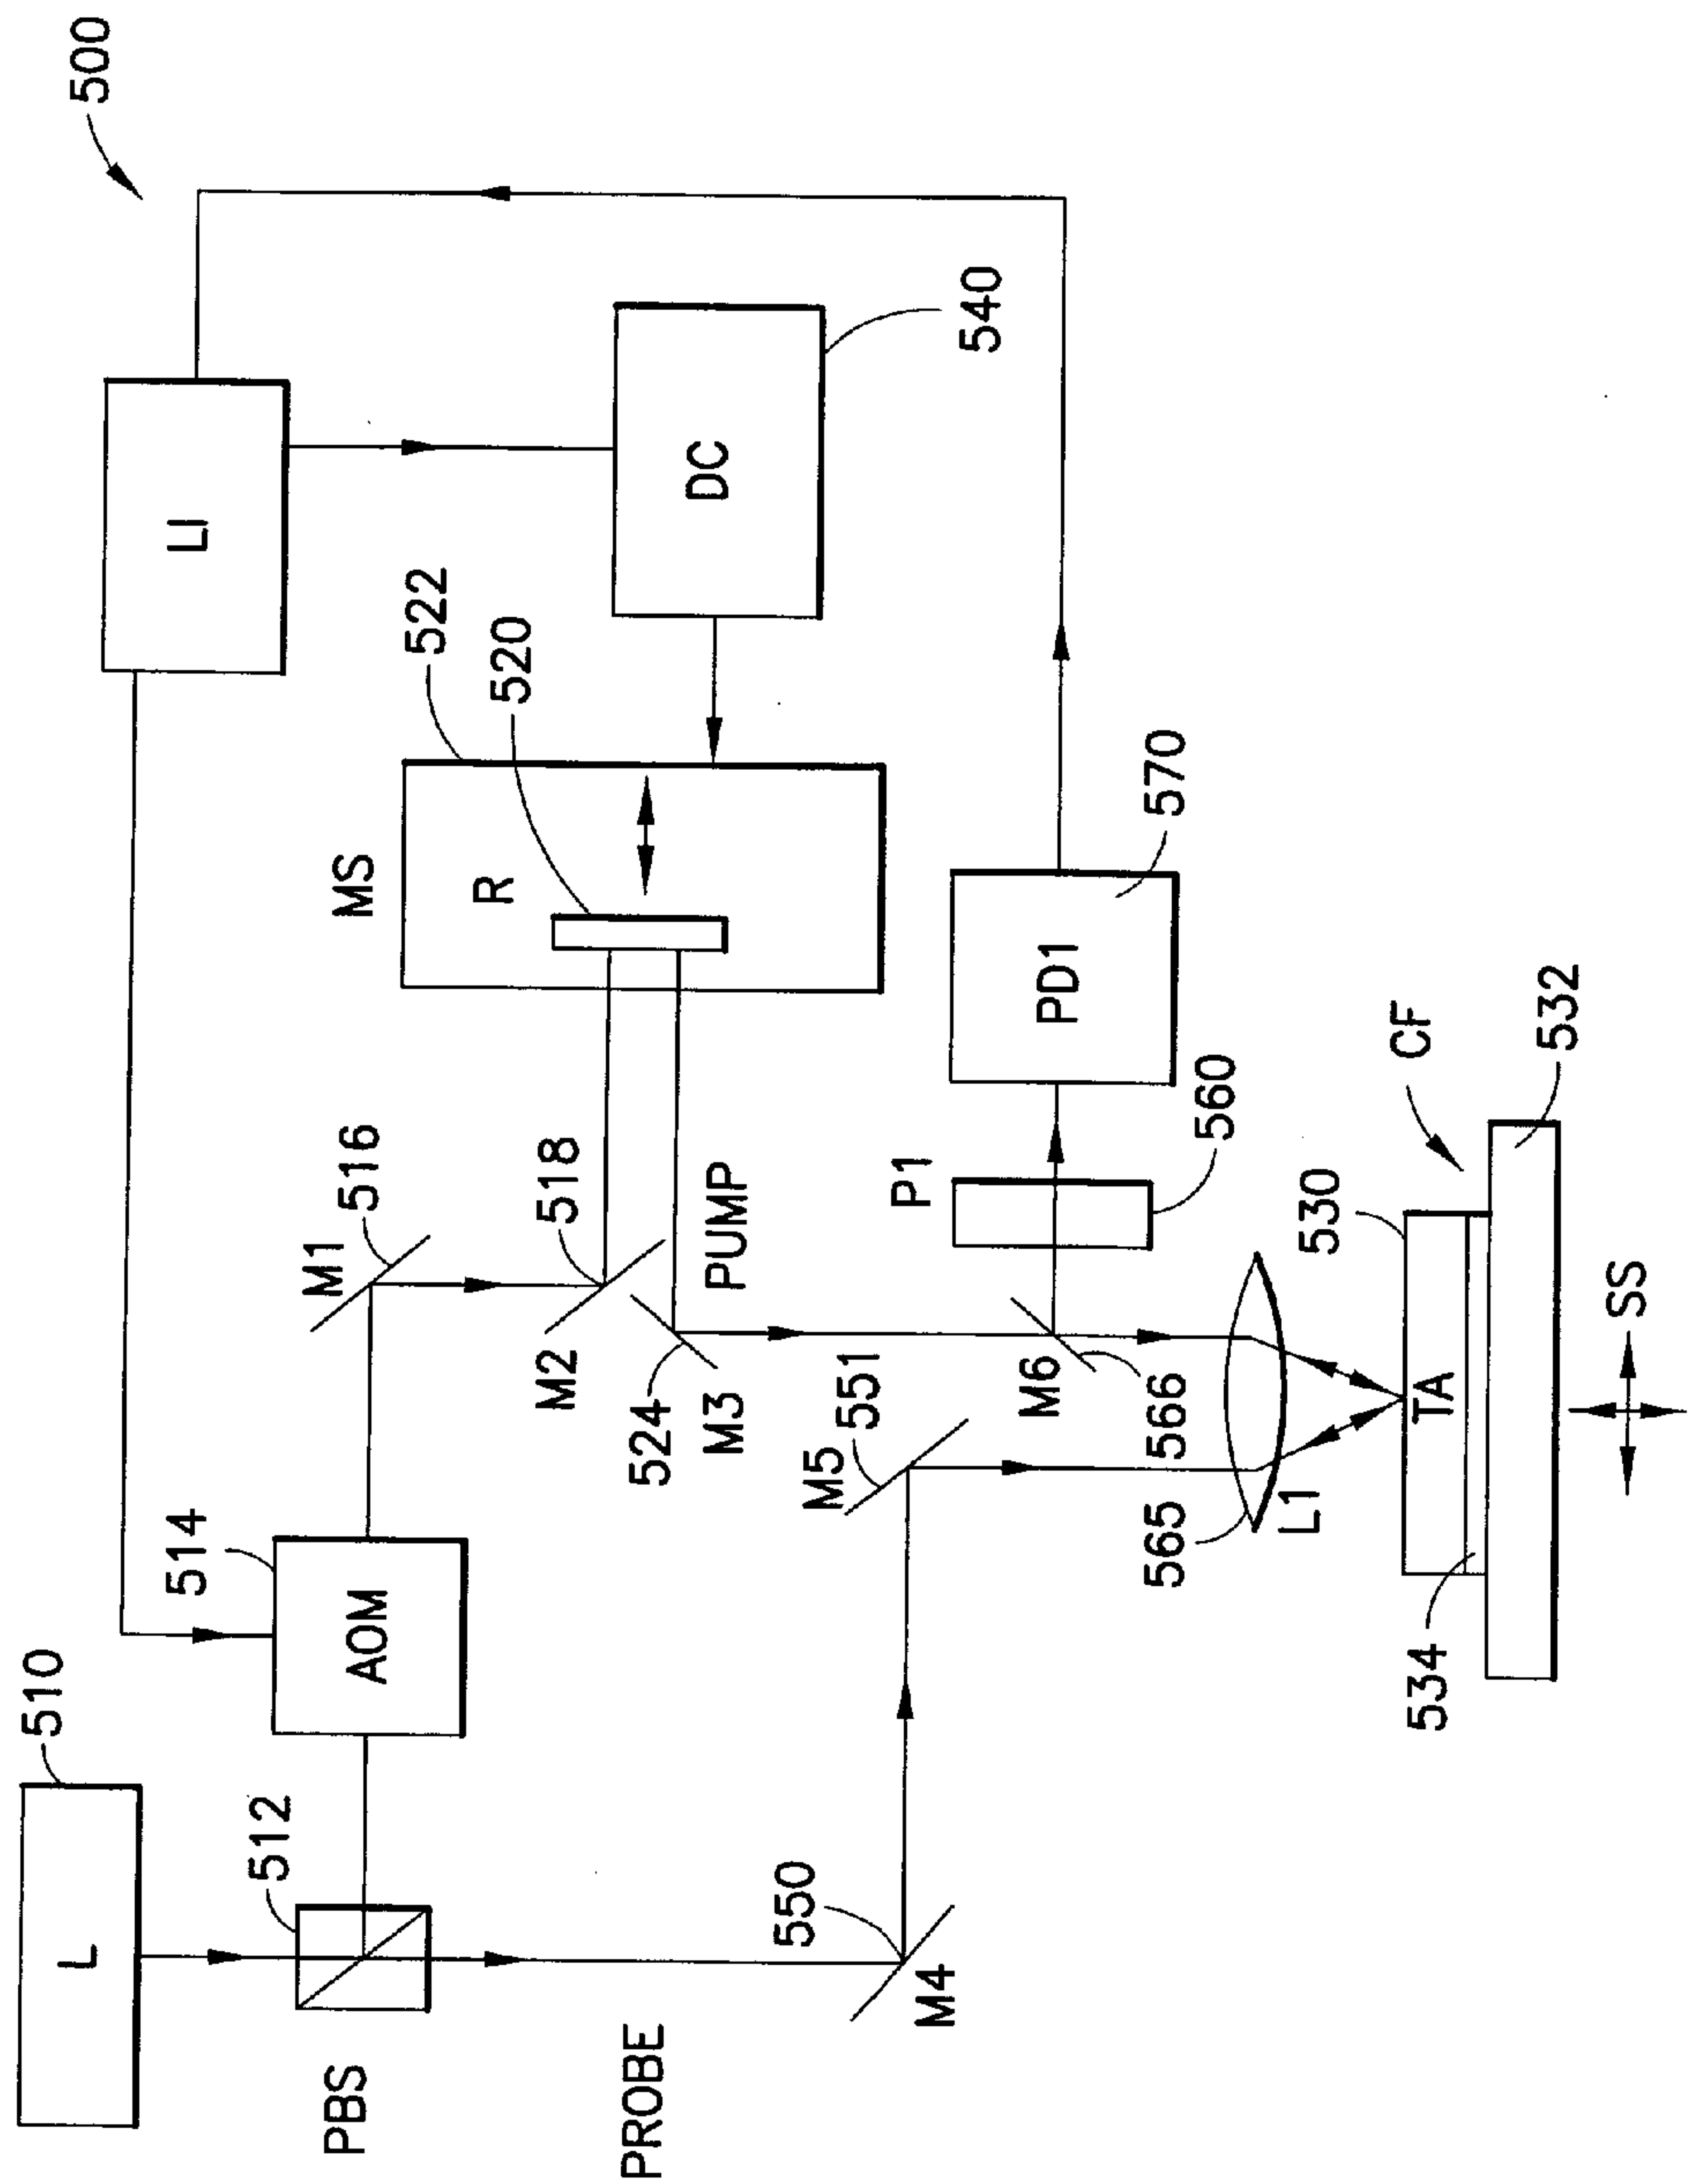 500
L
510
PBS
512
AOM
514
LI
M1
516
M2
518
MS
522
R
520
DC
540
PROBE
M3
524
PUMP
M4
550
M5
551
M6
566
P1
560
PD1
570
L1
565
TA
530
534
CF
532
SS